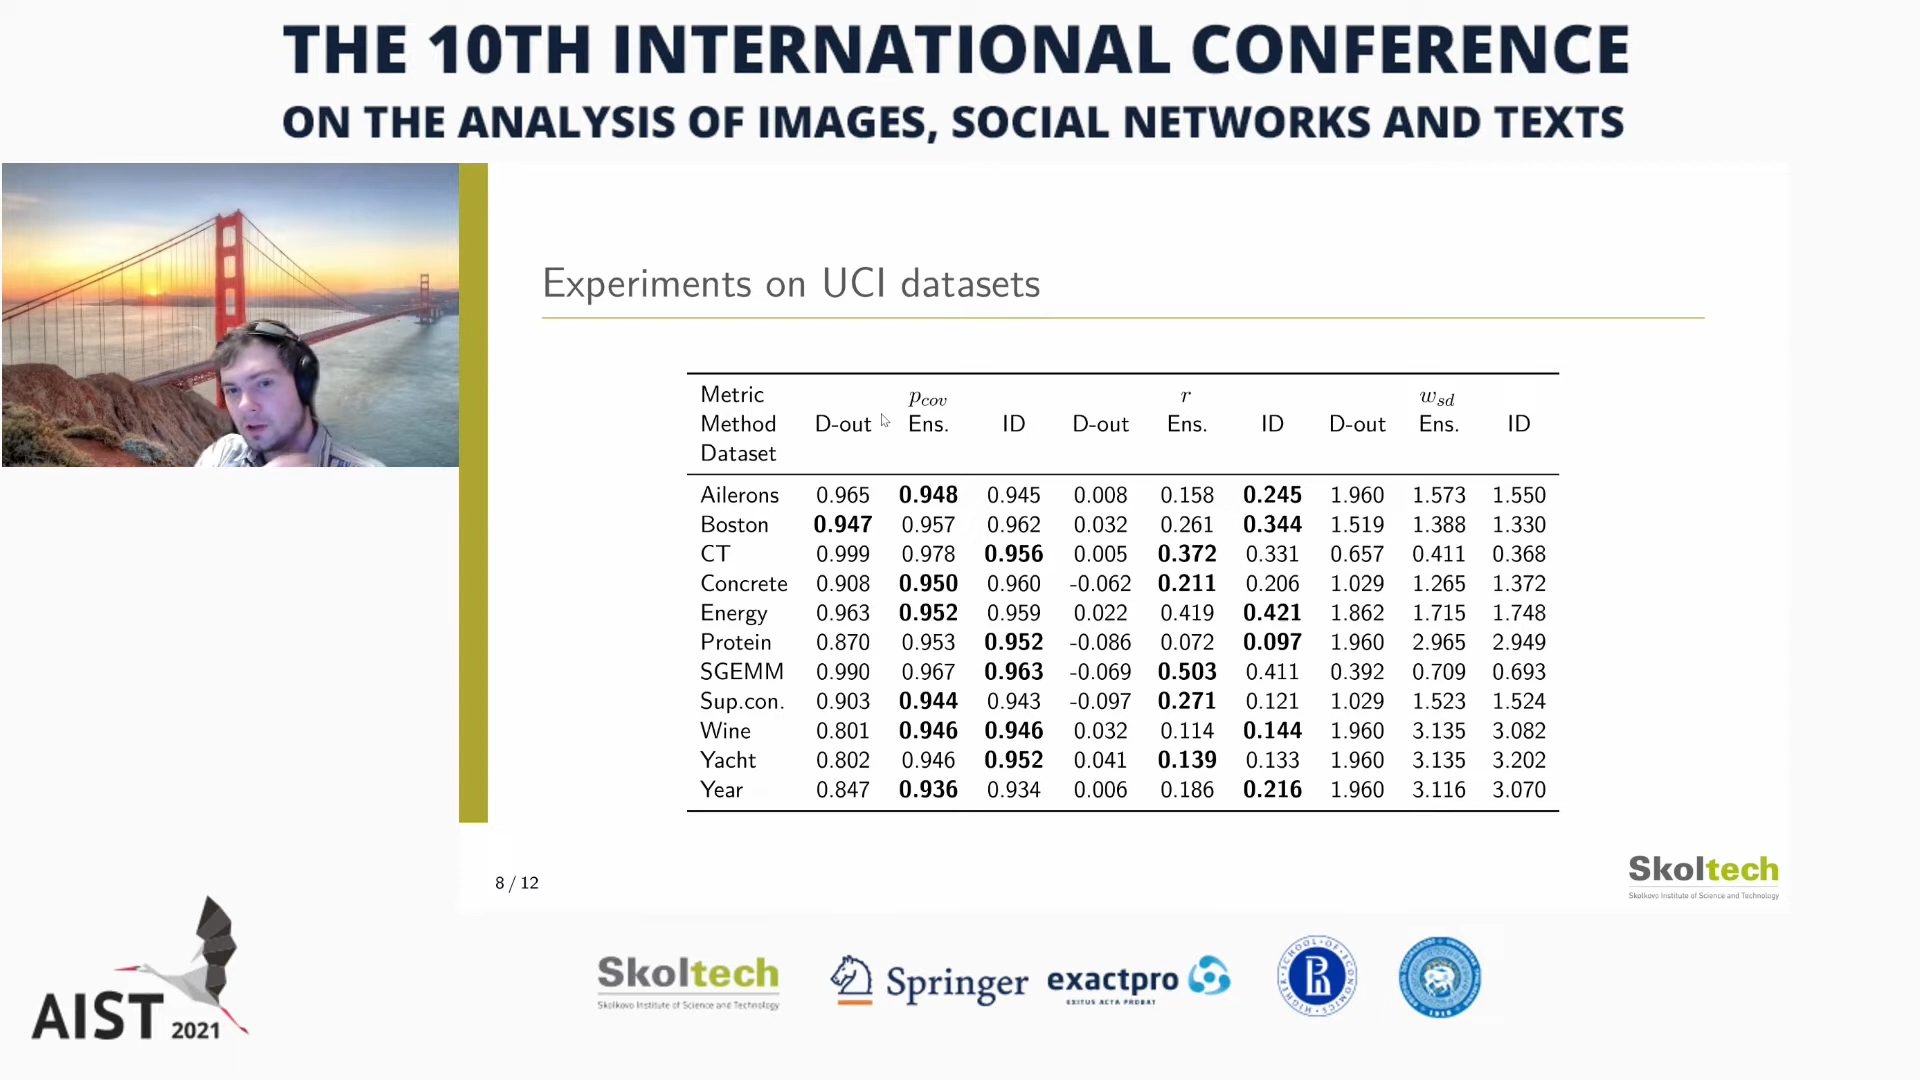 THE 10TH INTERNATIONAL CONFERENCE
ON THE ANALYSIS OF IMAGES, SOCIAL NETWORKS AND TEXTS
Experiments on UCI datasets
Metric p_cov r w_sd
Method D-out Ens. ID D-out Ens. ID D-out Ens. ID
Dataset
Ailerons 0.965 0.948 0.945 0.008 0.158 0.245 1.960 1.573 1.550
Boston 0.947 0.957 0.962 0.032 0.261 0.344 1.519 1.388 1.330
CT 0.999 0.978 0.956 0.005 0.372 0.331 0.657 0.411 0.368
Concrete 0.908 0.950 0.960 -0.062 0.211 0.206 1.029 1.265 1.372
Energy 0.963 0.952 0.959 0.022 0.419 0.421 1.862 1.715 1.748
Protein 0.870 0.953 0.952 -0.086 0.072 0.097 1.960 2.965 2.949
SGEMM 0.990 0.967 0.963 -0.069 0.503 0.411 0.392 0.709 0.693
Sup.con. 0.903 0.944 0.943 -0.097 0.271 0.121 1.029 1.523 1.524
Wine 0.801 0.946 0.946 0.032 0.114 0.144 1.960 3.135 3.082
Yacht 0.802 0.946 0.952 0.041 0.139 0.133 1.960 3.135 3.202
Year 0.847 0.936 0.934 0.006 0.186 0.216 1.960 3.116 3.070
8 / 12
Skoltech
Skolkovo Institute of Science and Technology
AIST 2021
Skoltech
Skolkovo Institute of Science and Technology
Springer
exactpro
EXITUS ACTA PROBAT
HIGHER SCHOOL OF ECONOMICS